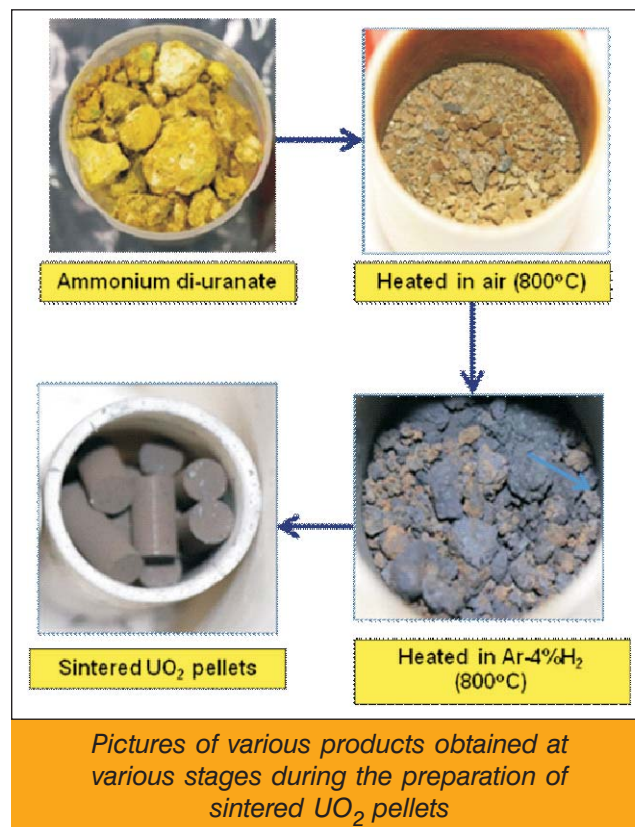 Ammonium di-uranate
Heated in air (800°C)
Sintered UO₂ pellets
Heated in Ar-4%H₂
(800°C)
Pictures of various products obtained at
various stages during the preparation of
sintered UO₂ pellets